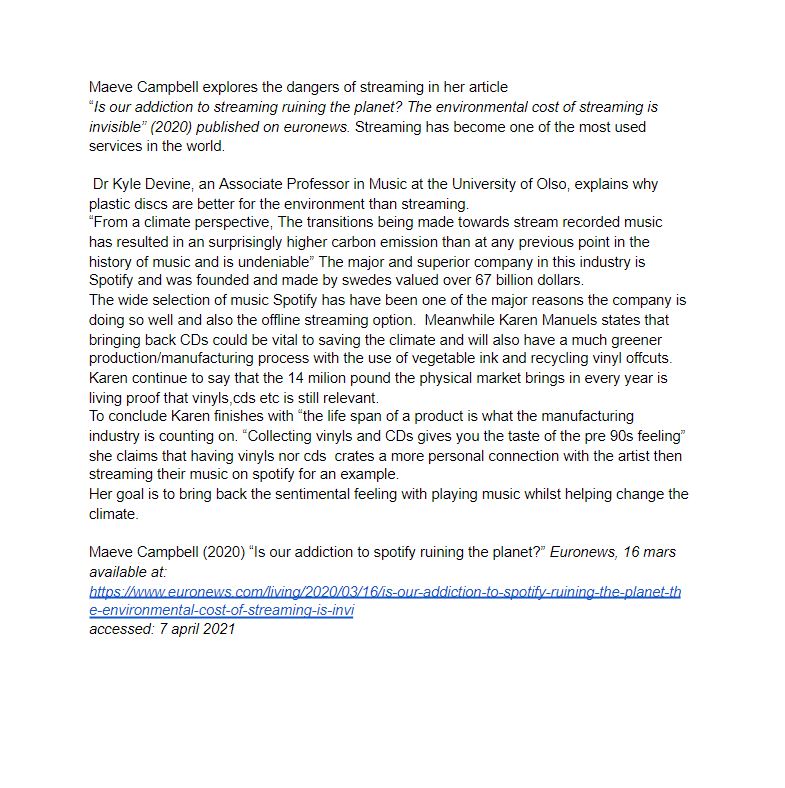 Maeve Campbell explores the dangers of streaming in her article
“Is our addiction to streaming ruining the planet? The environmental cost of streaming is
invisible” (2020) published on euronews. Streaming has become one of the most used
services in the world.
Dr Kyle Devine, an Associate Professor in Music at the University of Olso, explains why
plastic discs are better for the environment than streaming.
“From a climate perspective, The transitions being made towards stream recorded music
has resulted in an surprisingly higher carbon emission than at any previous point in the
history of music and is undeniable” The major and superior company in this industry is
Spotify and was founded and made by swedes valued over 67 billion dollars.
The wide selection of music Spotify has have been one of the major reasons the company is
doing so well and also the offline streaming option.  Meanwhile Karen Manuels states that
bringing back CDs could be vital to saving the climate and will also have a much greener
production/manufacturing process with the use of vegetable ink and recycling vinyl offcuts.
Karen continue to say that the 14 milion pound the physical market brings in every year is
living proof that vinyls,cds etc is still relevant.
To conclude Karen finishes with “the life span of a product is what the manufacturing
industry is counting on. “Collecting vinyls and CDs gives you the taste of the pre 90s feeling”
she claims that having vinyls nor cds  crates a more personal connection with the artist then
streaming their music on spotify for an example.
Her goal is to bring back the sentimental feeling with playing music whilst helping change the
climate.
Maeve Campbell (2020) “Is our addiction to spotify ruining the planet?” Euronews, 16 mars
available at:
https://www.euronews.com/living/2020/03/16/is-our-addiction-to-spotify-ruining-the-planet-th
e-environmental-cost-of-streaming-is-invi
accessed: 7 april 2021